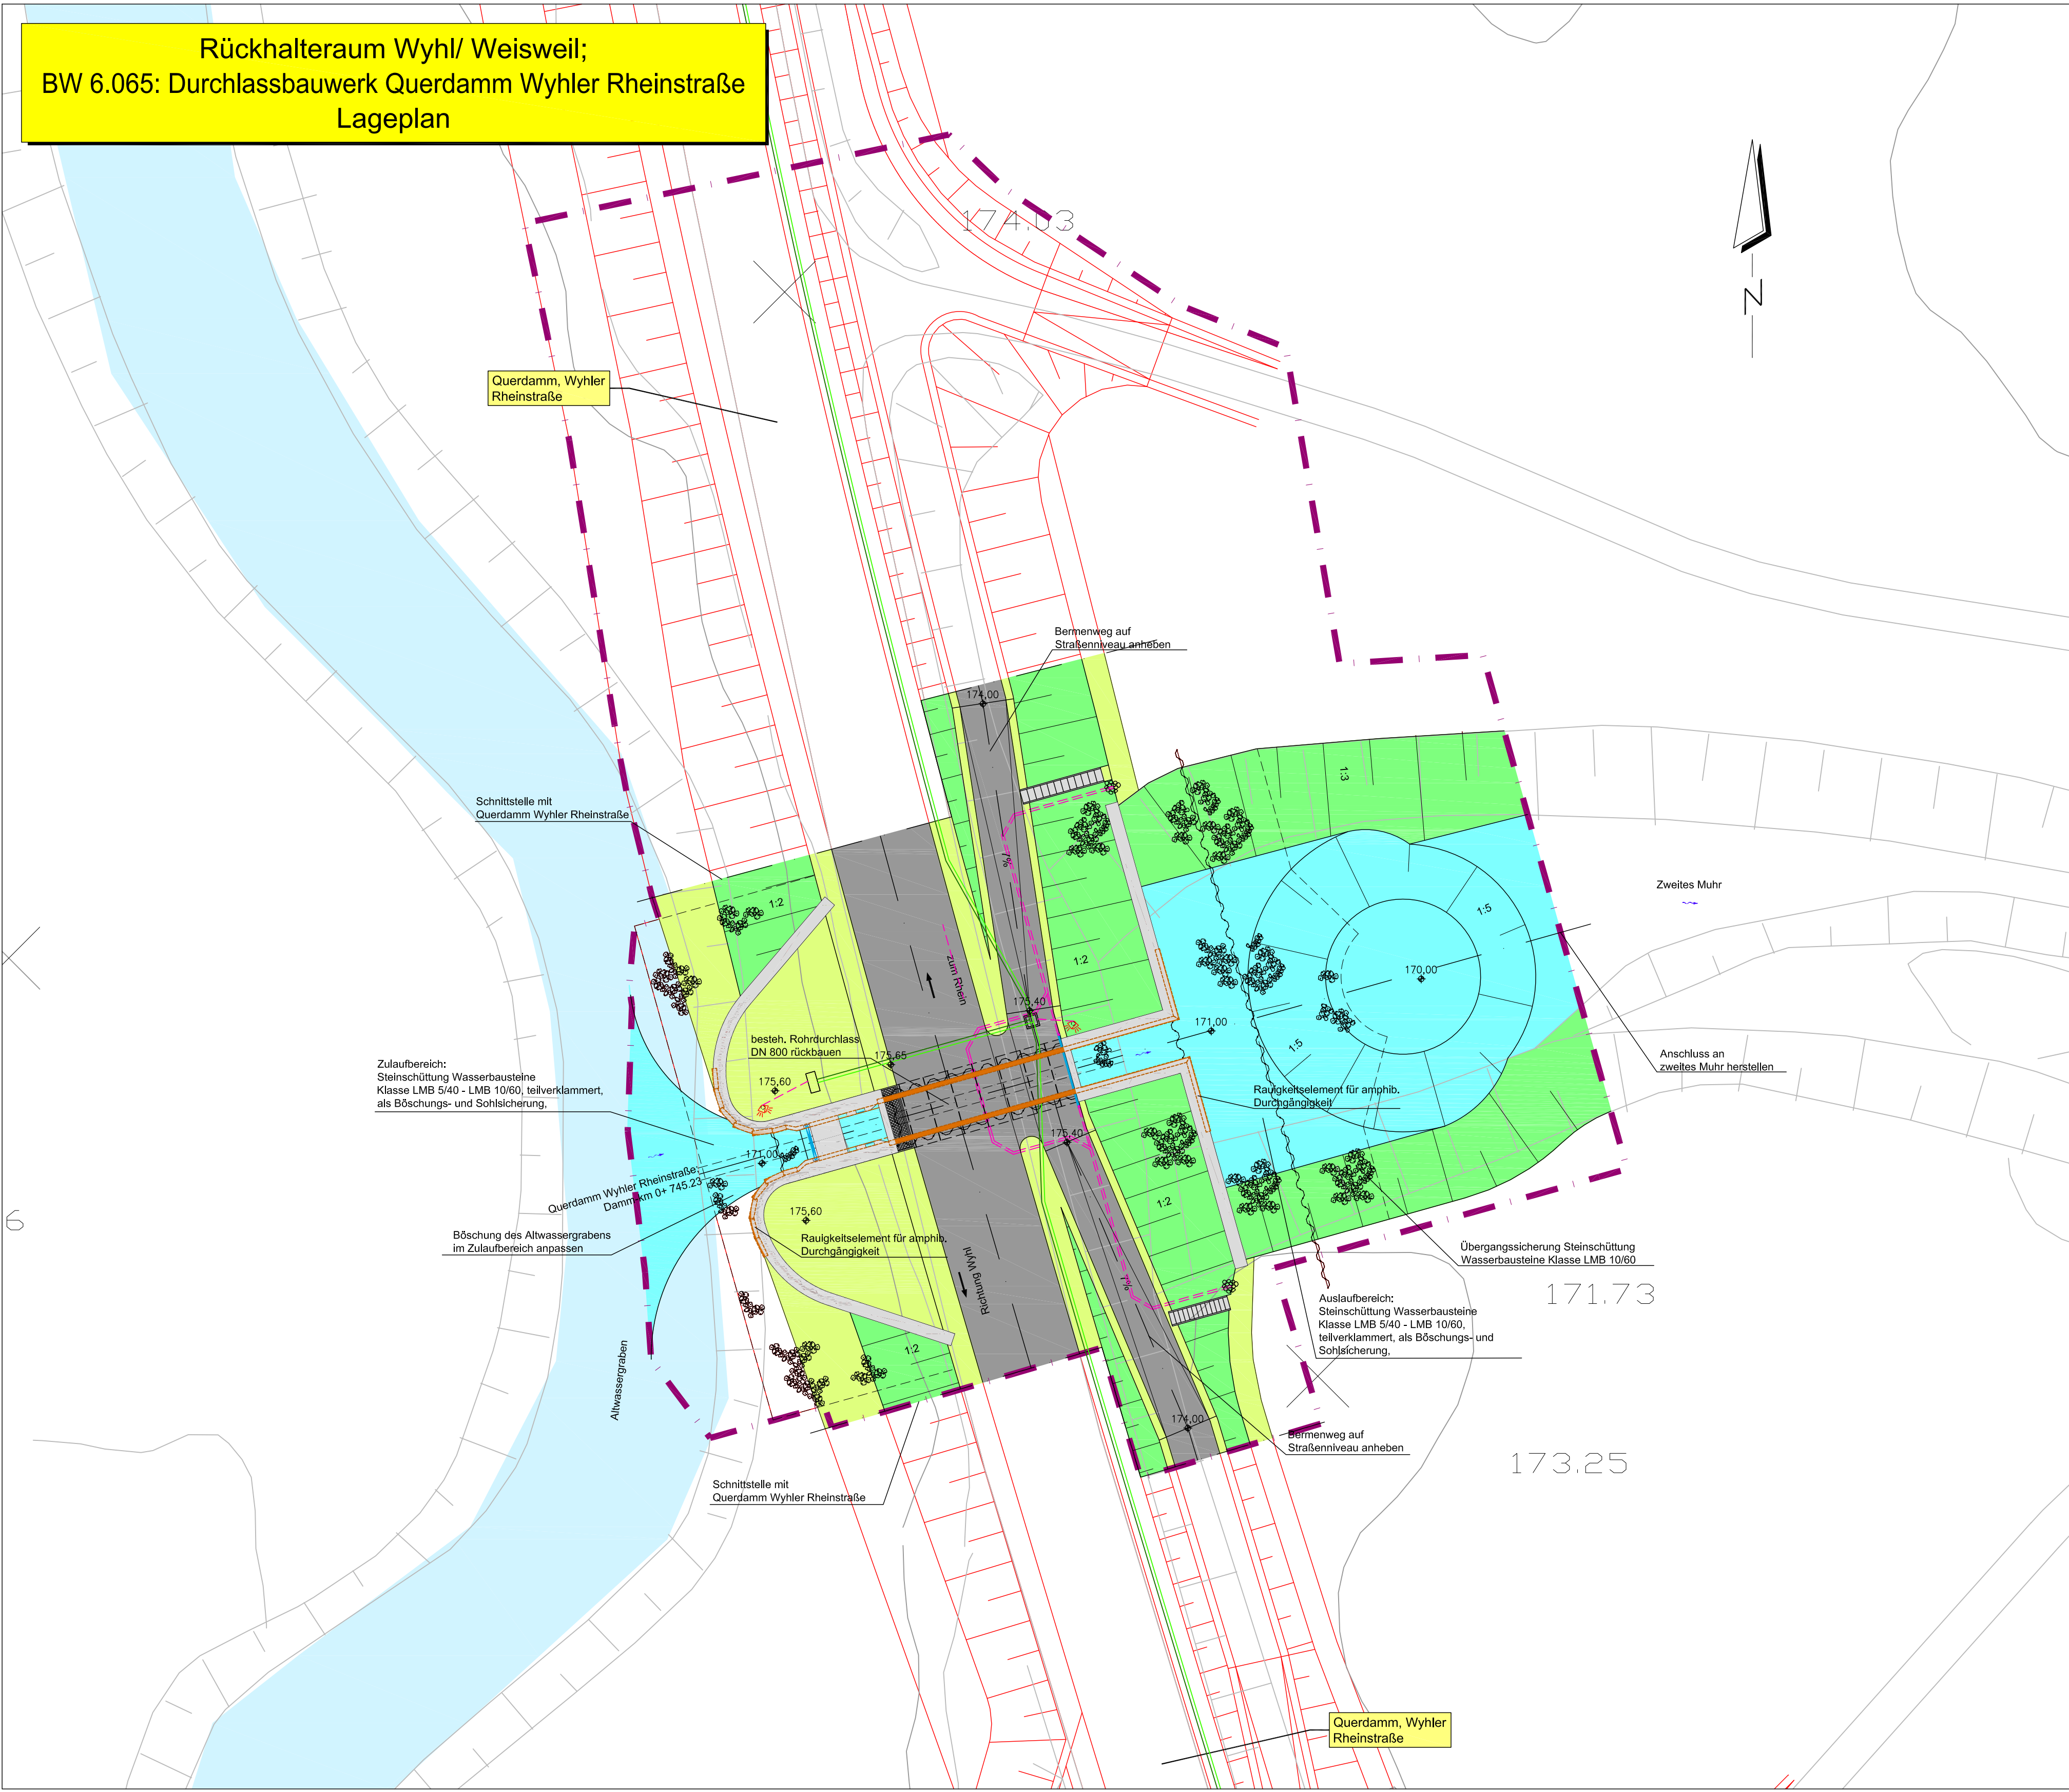 Rückhalteraum Wyhl/ Weisweil;
BW 6.065: Durchlassbauwerk Querdamm Wyhler Rheinstraße
Lageplan
174.03
N
Querdamm, Wyhler
Rheinstraße
Bermenweg auf
Straßenniveau anheben
174,00
1:3
Schnittstelle mit
Querdamm Wyhler Rheinstraße
7%
Zweites Muhr
1:2
1:5
1:2
zum Rhein
170,00
175,40
171,00
besteh. Rohrdurchlass
DN 800 rückbauen
175,65
1:5
Anschluss an
zweites Muhr herstellen
Zulaufbereich:
Steinschüttung Wasserbausteine
Klasse LMB 5/40 - LMB 10/60, teilverklammert,
als Böschungs- und Sohlsicherung,
175,60
Rauigkeitselement für amphib.
Durchgängigkeit
175,40
171,00
Querdamm Wyhler Rheinstraße:
Damm-km 0+ 745.23
1:2
175,60
6
Böschung des Altwassergrabens
im Zulaufbereich anpassen
Rauigkeitselement für amphib.
Durchgängigkeit
Richtung Wyhl
7%
Übergangssicherung Steinschüttung
Wasserbausteine Klasse LMB 10/60
171.73
Auslaufbereich:
Steinschüttung Wasserbausteine
Klasse LMB 5/40 - LMB 10/60,
teilverklammert, als Böschungs- und
Sohlsicherung,
1:2
Altwassergraben
174,00
Bermenweg auf
Straßenniveau anheben
173.25
Schnittstelle mit
Querdamm Wyhler Rheinstraße
Querdamm, Wyhler
Rheinstraße